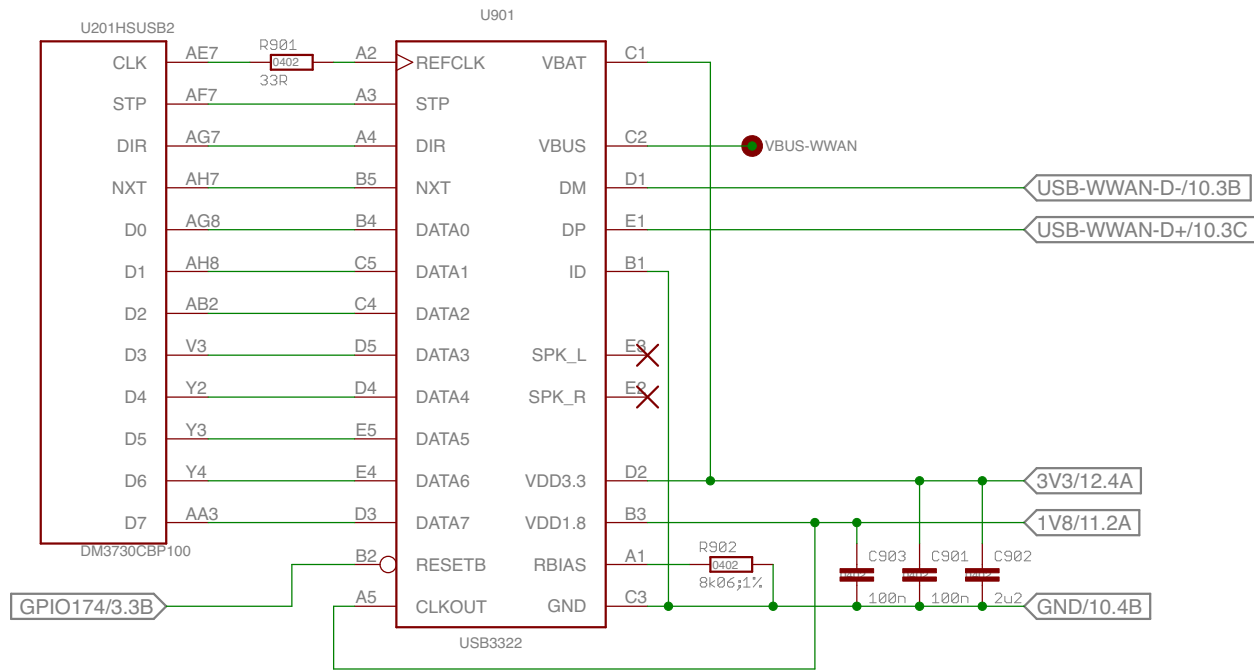 U901
U201HSUSB2
CLK AE7 R901 0402 33R A2 REFCLK VBAT C1
STP AF7 A3 STP
DIR AG7 A4 DIR VBUS C2 VBUS-WWAN
NXT AH7 B5 NXT DM D1 USB-WWAN-D-/10.3B
D0 AG8 B4 DATA0 DP E1 USB-WWAN-D+/10.3C
D1 AH8 C5 DATA1 ID B1
D2 AB2 C4 DATA2
D3 V3 D5 DATA3 SPK_L E3
D4 Y2 D4 DATA4 SPK_R E2
D5 Y3 E5 DATA5
D6 Y4 E4 DATA6 VDD3.3 D2 3V3/12.4A
D7 AA3 D3 DATA7 VDD1.8 B3 1V8/11.2A
DM3730CBP100
B2 RESETB RBIAS A1 R902 0402 8k06;1% C903 C901 C902
100n 100n 2u2
GPIO174/3.3B A5 CLKOUT GND C3 GND/10.4B
USB3322